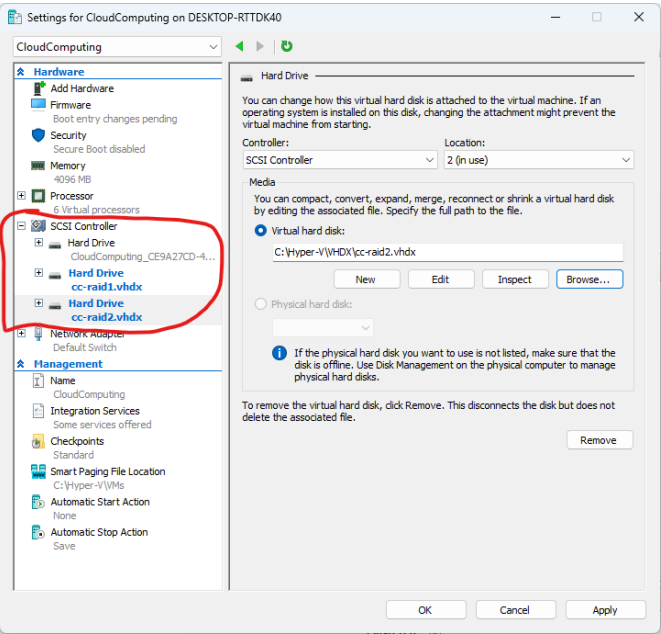 Settings for CloudComputing on DESKTOP-RTTDK40
CloudComputing
Hardware
Add Hardware
Firmware
Boot entry changes pending
Security
Secure Boot disabled
Memory
4096 MB
Processor
6 Virtual processors
SCSI Controller
Hard Drive
CloudComputing_CE9A27CD-4...
Hard Drive
cc-raid1.vhdx
Hard Drive
cc-raid2.vhdx
Network Adapter
Default Switch
Management
Name
CloudComputing
Integration Services
Some services offered
Checkpoints
Standard
Smart Paging File Location
C:\Hyper-V\VMs
Automatic Start Action
None
Automatic Stop Action
Save
Hard Drive
You can change how this virtual hard disk is attached to the virtual machine. If an
operating system is installed on this disk, changing the attachment might prevent the
virtual machine from starting.
Controller:
Location:
SCSI Controller
2 (in use)
Media
You can compact, convert, expand, merge, reconnect or shrink a virtual hard disk
by editing the associated file. Specify the full path to the file.
Virtual hard disk:
C:\Hyper-V\VHDX\cc-raid2.vhdx
New
Edit
Inspect
Browse...
Physical hard disk:
If the physical hard disk you want to use is not listed, make sure that the
disk is offline. Use Disk Management on the physical computer to manage
physical hard disks.
To remove the virtual hard disk, click Remove. This disconnects the disk but does not
delete the associated file.
Remove
OK
Cancel
Apply